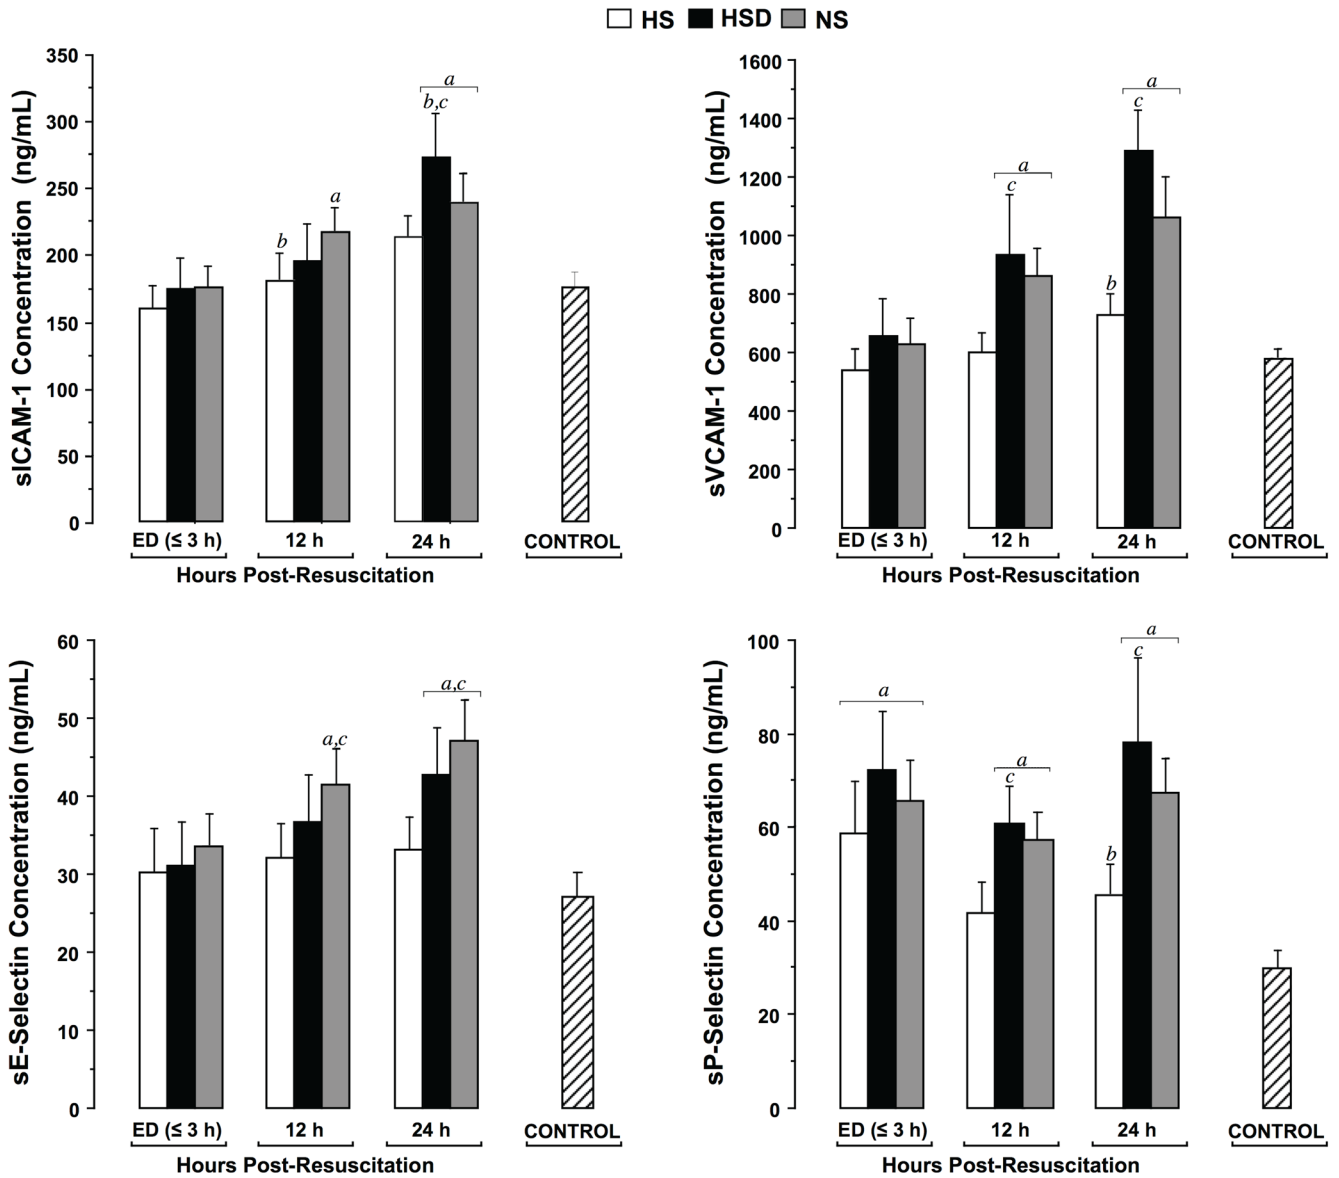 HS HSD NS
sICAM-1 Concentration (ng/mL)
350
300
250
200
150
100
50
0
a
b,c
a
b
ED (≤ 3 h) 12 h 24 h CONTROL
Hours Post-Resuscitation
sVCAM-1 Concentration (ng/mL)
1600
1400
1200
1000
800
600
400
200
0
a
c
a
c
b
ED (≤ 3 h) 12 h 24 h CONTROL
Hours Post-Resuscitation
sE-Selectin Concentration (ng/mL)
60
50
40
30
20
10
0
a,c
a,c
ED (≤ 3 h) 12 h 24 h CONTROL
Hours Post-Resuscitation
sP-Selectin Concentration (ng/mL)
100
80
60
40
20
0
a
c
a
a
c
b
ED (≤ 3 h) 12 h 24 h CONTROL
Hours Post-Resuscitation